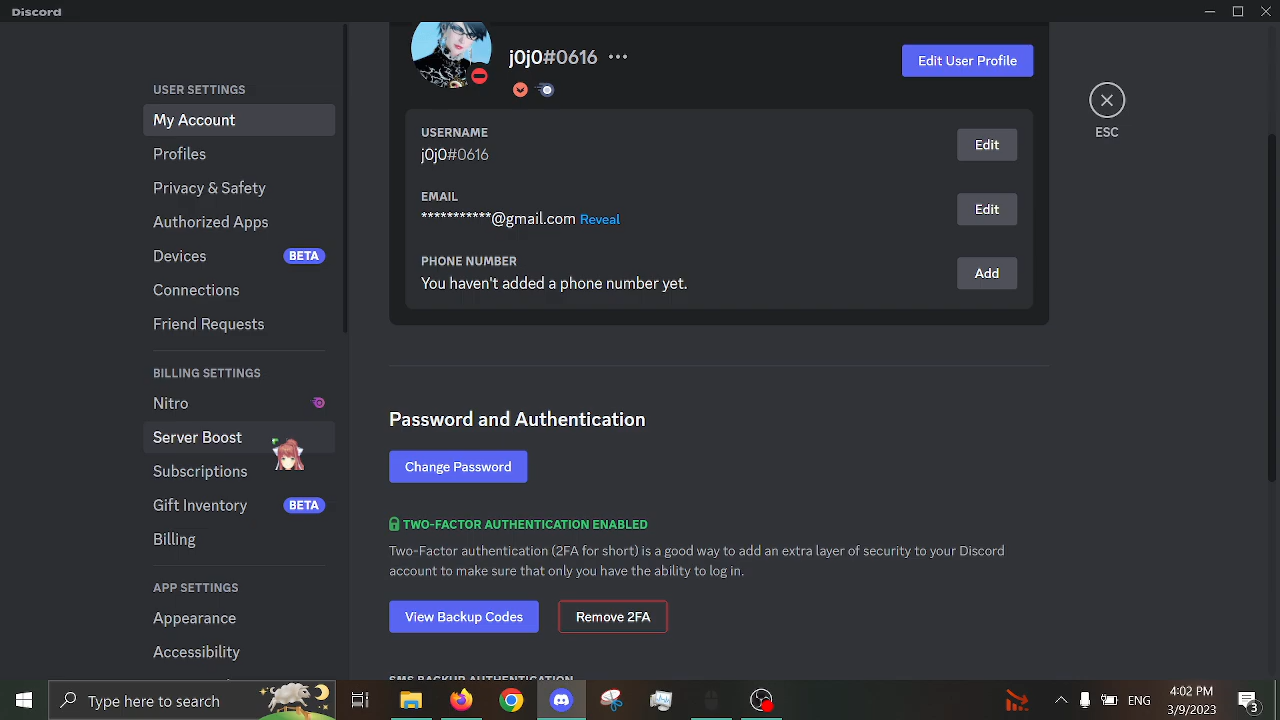 Discord
USER SETTINGS
My Account
Profiles
Privacy & Safety
Authorized Apps
Devices BETA
Connections
Friend Requests
BILLING SETTINGS
Nitro
Server Boost
Subscriptions
Gift Inventory BETA
Billing
APP SETTINGS
Appearance
Accessibility
j0j0#0616
Edit User Profile
USERNAME
j0j0#0616
Edit
EMAIL
***********@gmail.com Reveal
Edit
PHONE NUMBER
You haven't added a phone number yet.
Add
ESC
Password and Authentication
Change Password
TWO-FACTOR AUTHENTICATION ENABLED
Two-Factor authentication (2FA for short) is a good way to add an extra layer of security to your Discord
account to make sure that only you have the ability to log in.
View Backup Codes
Remove 2FA
SMS BACKUP AUTHENTICATION
Type here to search
ENG
4:02 PM
3/9/2023
3